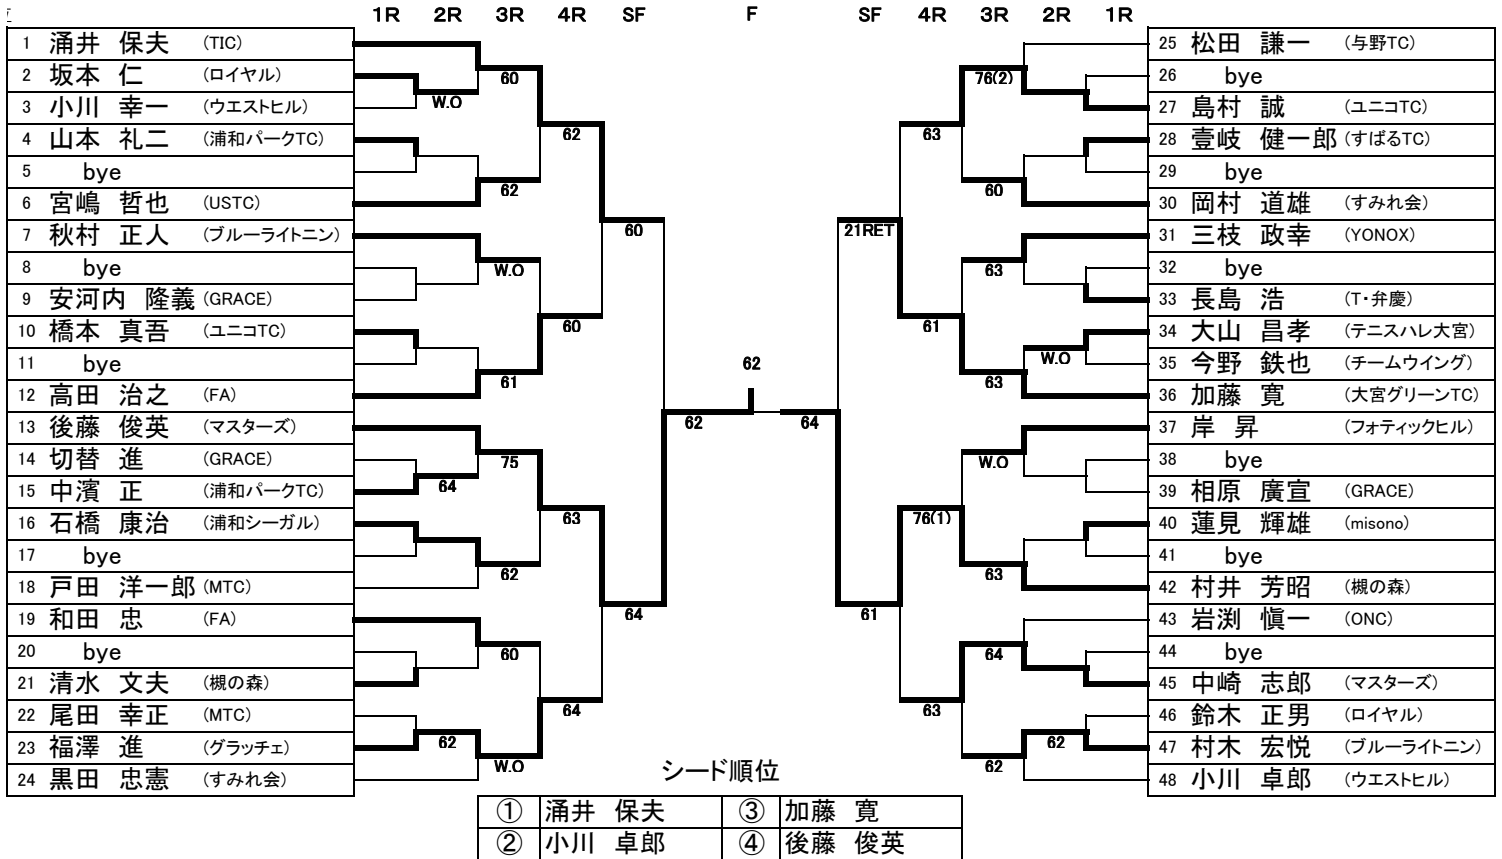 1R 2R 3R 4R SF F SF 4R 3R 2R 1R
1 涌井 保夫 (TIC) 25 松田 謙一 (与野TC)
2 坂本 仁 (ロイヤル) 60 76(2) 26 bye
3 小川 幸一 (ウエストヒル) W.O 27 島村 誠 (ユニコTC)
4 山本 礼二 (浦和パークTC) 62 63 28 壹岐 健一郎 (すばるTC)
5 bye 29 bye
6 宮嶋 哲也 (USTC) 62 60 30 岡村 道雄 (すみれ会)
7 秋村 正人 (ブルーライトニン) 60 21RET 31 三枝 政幸 (YONOX)
8 bye W.O 63 32 bye
9 安河内 隆義 (GRACE) 33 長島 浩 (T・弁慶)
10 橋本 真吾 (ユニコTC) 60 61 34 大山 昌孝 (テニスハレ大宮)
11 bye 62 W.O 35 今野 鉄也 (チームウイング)
12 高田 治之 (FA) 61 63 36 加藤 寛 (大宮グリーンTC)
13 後藤 俊英 (マスターズ) 62 64 37 岸 昇 (フォティックヒル)
14 切替 進 (GRACE) 75 W.O 38 bye
15 中濱 正 (浦和パークTC) 64 39 相原 廣宣 (GRACE)
16 石橋 康治 (浦和シーガル) 63 76(1) 40 蓮見 輝雄 (misono)
17 bye 62 63 41 bye
18 戸田 洋一郎 (MTC) 42 村井 芳昭 (槻の森)
19 和田 忠 (FA) 64 61 43 岩渕 愼一 (ONC)
20 bye 60 64 44 bye
21 清水 文夫 (槻の森) 45 中崎 志郎 (マスターズ)
22 尾田 幸正 (MTC) 64 63 46 鈴木 正男 (ロイヤル)
23 福澤 進 (グラッチェ) 62 62 47 村木 宏悦 (ブルーライトニン)
24 黒田 忠憲 (すみれ会) W.O シード順位 62 48 小川 卓郎 (ウエストヒル)
① 涌井 保夫 ③ 加藤 寛
② 小川 卓郎 ④ 後藤 俊英